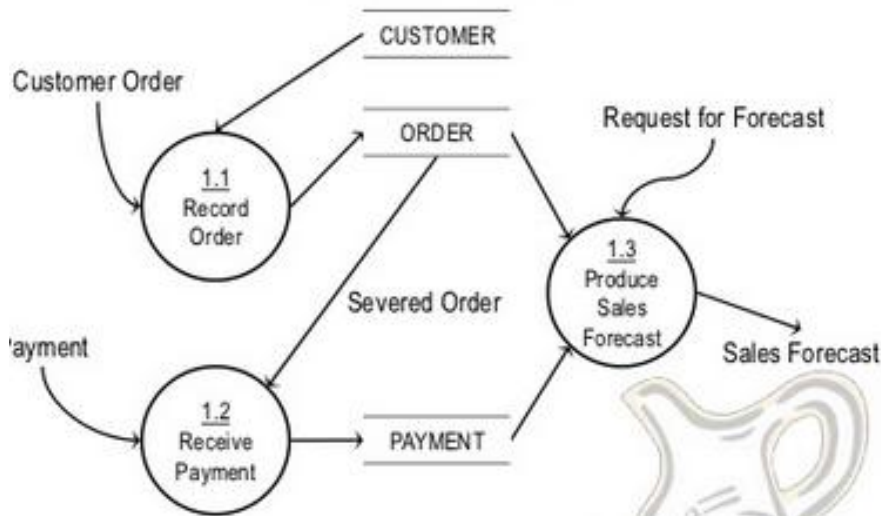 CUSTOMER
Customer Order
ORDER
Request for Forecast
1.1
Record
Order
1.3
Produce
Sales
Forecast
Severed Order
ayment
Sales Forecast
1.2
Receive
Payment
PAYMENT